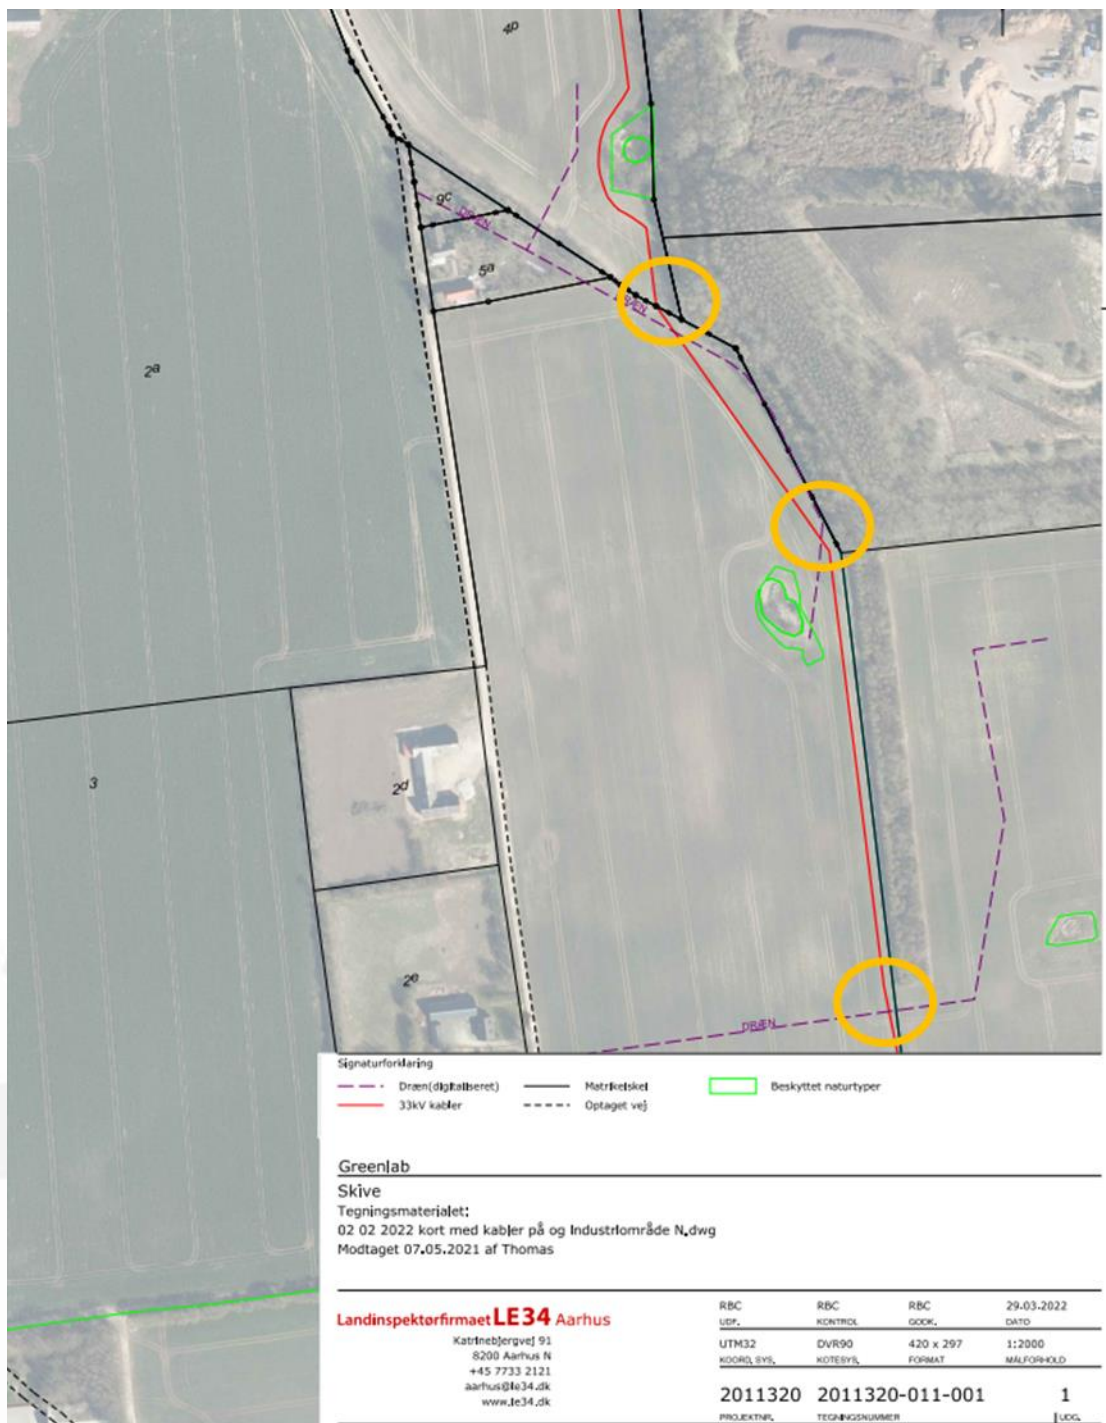 4p
9c
DRÆN
5a
DRÆN
2a
3
2d
2e
DRÆN
Signaturforklaring
Dræn(digitaliseret) Matrikelskel Beskyttet naturtyper
33kV kabler Optaget vej
Greenlab
Skive
Tegningsmaterialet:
02 02 2022 kort med kabler på og Industriområde N.dwg
Modtaget 07.05.2021 af Thomas
Landinspektørfirmaet LE34 Aarhus
Katrinebjergvej 91
8200 Aarhus N
+45 7733 2121
aarhus@le34.dk
www.le34.dk
RBC RBC RBC 29.03.2022
UDF. KONTROL GODK. DATO
UTM32 DVR90 420 x 297 1:2000
KOORD. SYS. KOTESYS. FORMAT MÅLFORHOLD
2011320 2011320-011-001 1
PROJEKTNR. TEGNINGSNUMMER UDG.